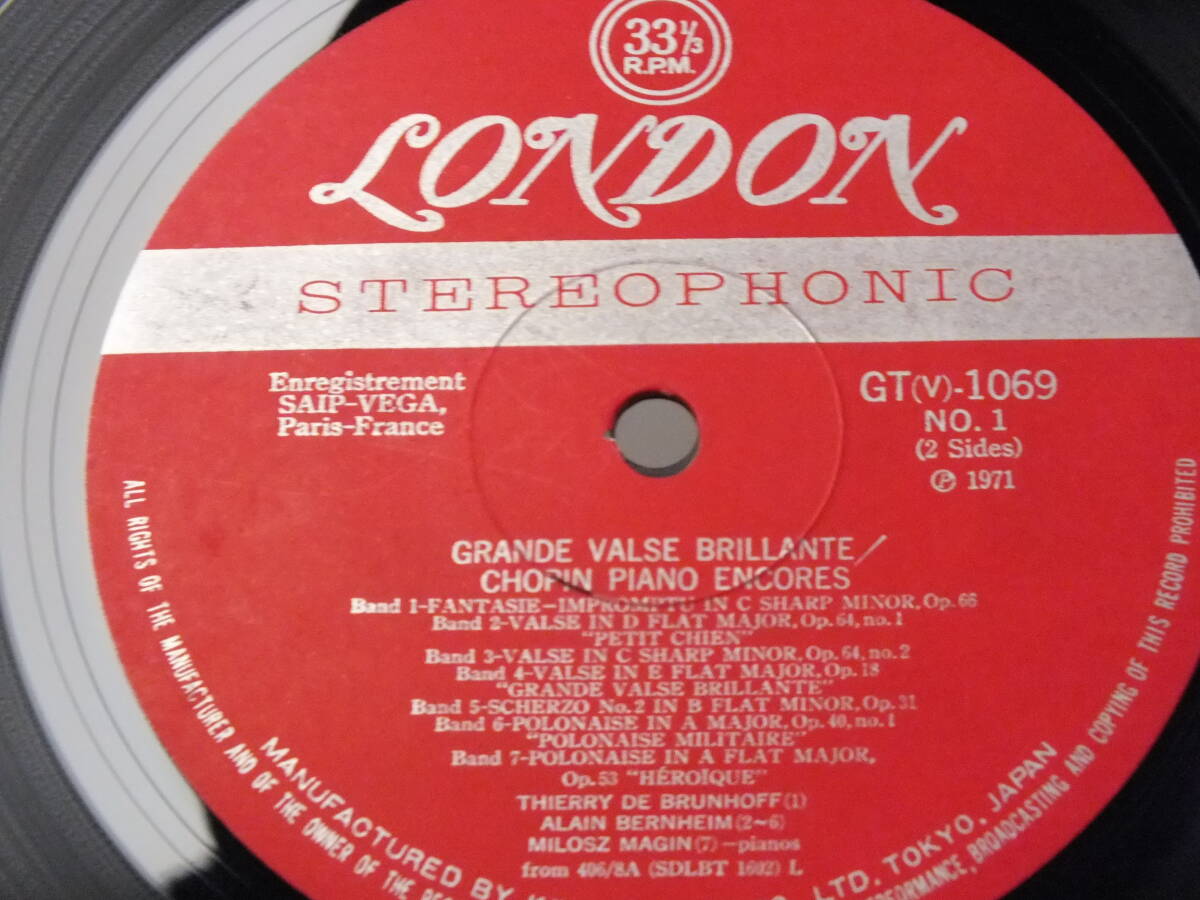 33 1/3
R.P.M.
LONDON
STEREOPHONIC
Enregistrement
SAIP-VEGA,
Paris-France
GT(V)-1069
NO. 1
(2 Sides)
℗ 1971
GRANDE VALSE BRILLANTE/
CHOPIN PIANO ENCORES
Band 1-FANTASIE-IMPROMPTU IN C SHARP MINOR, Op. 66
Band 2-VALSE IN D FLAT MAJOR, Op. 64, no. 1
"PETIT CHIEN"
Band 3-VALSE IN C SHARP MINOR, Op. 64, no. 2
Band 4-VALSE IN E FLAT MAJOR, Op. 18
"GRANDE VALSE BRILLANTE"
Band 5-SCHERZO No. 2 IN B FLAT MINOR, Op. 31
Band 6-POLONAISE IN A MAJOR, Op. 40, no. 1
"POLONAISE MILITAIRE"
Band 7-POLONAISE IN A FLAT MAJOR,
Op. 53 "HÉROÏQUE"
THIERRY DE BRUNHOFF(1)
ALAIN BERNHEIM(2~6)
MILOSZ MAGIN(7)-pianos
from 406/8A (SDLBT 1602) L
MANUFACTURED BY LTD. TOKYO, JAPAN
ALL RIGHTS OF THE MANUFACTURER AND OF THE OWNER OF THE PERFORMANCE, BROADCASTING AND COPYING OF THIS RECORD PROHIBITED